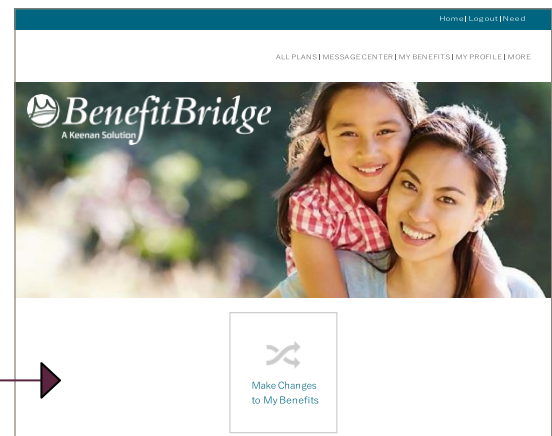 Home| Logout |Need
ALL PLANS | MESSAGE CENTER | MY BENEFITS | MY PROFILE | MORE
BenefitBridge
A Keenan Solution
Make Changes
to My Benefits